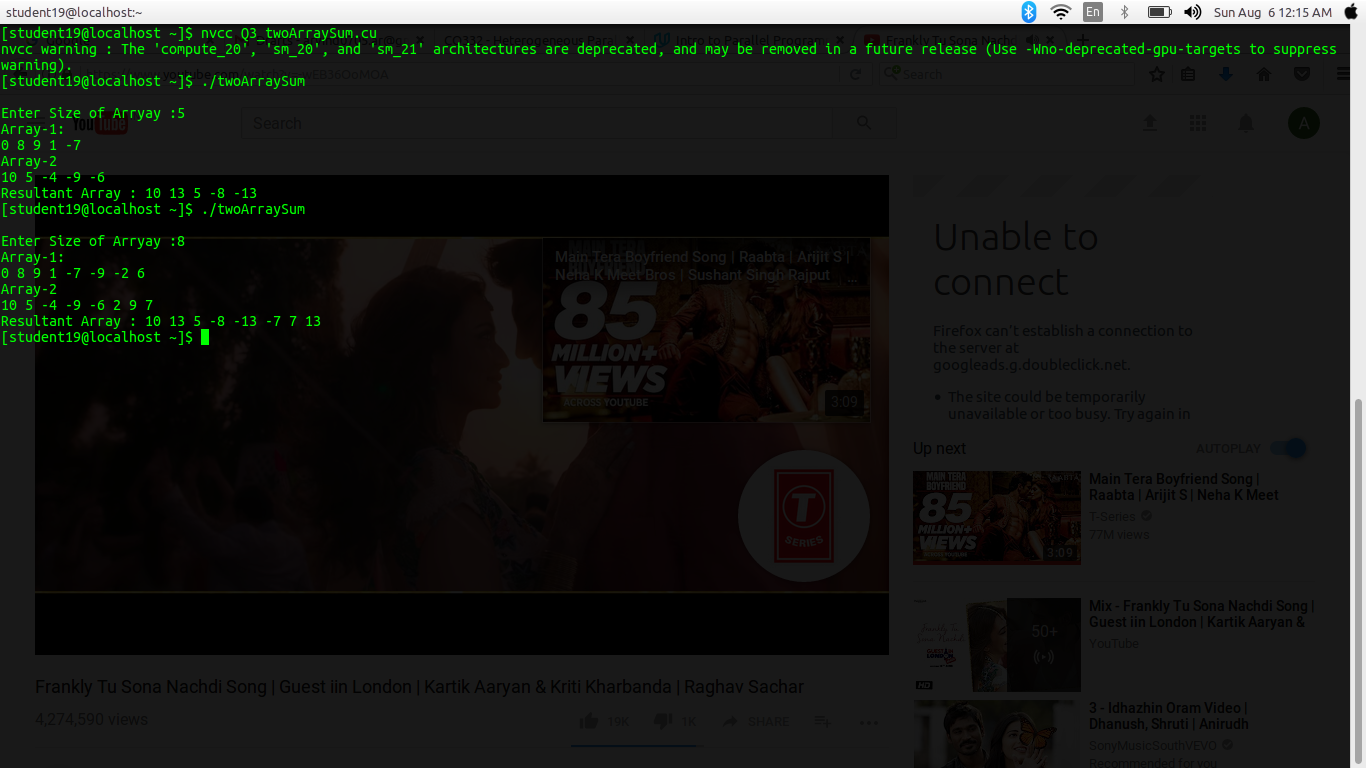 student19@localhost:~
En
Sun Aug 6 12:15 AM
[student19@localhost ~]$ nvcc Q3_twoArraySum.cu
nvcc warning : The 'compute_20', 'sm_20', and 'sm_21' architectures are deprecated, and may be removed in a future release (Use -Wno-deprecated-gpu-targets to suppress
warning).
[student19@localhost ~]$ ./twoArraySum
Enter Size of Arryay :5
Array-1:
0 8 9 1 -7
Array-2
10 5 -4 -9 -6
Resultant Array : 10 13 5 -8 -13
[student19@localhost ~]$ ./twoArraySum
Enter Size of Arryay :8
Array-1:
0 8 9 1 -7 -9 -2 6
Array-2
10 5 -4 -9 -6 2 9 7
Resultant Array : 10 13 5 -8 -13 -7 7 13
[student19@localhost ~]$
Search
YouTube
Search
A
Main Tera Boyfriend Song | Raabta | Arijit S |
Neha K Meet Bros | Sushant Singh Rajput
85
MILLION+
VIEWS
ACROSS YOUTUBE
3:09
T
SERIES
Unable to
connect
Firefox can't establish a connection to
the server at
googleads.g.doubleclick.net.
The site could be temporarily
unavailable or too busy. Try again in
Up next
AUTOPLAY
MAIN TERA
BOYFRIEND
85
MILLION+
VIEWS
3:09
Main Tera Boyfriend Song |
Raabta | Arijit S | Neha K Meet
T-Series
77M views
50+
HD
Mix - Frankly Tu Sona Nachdi Song |
Guest iin London | Kartik Aaryan &
YouTube
3 - Idhazhin Oram Video |
Dhanush, Shruti | Anirudh
SonyMusicSouthVEVO
Recommended for you
Frankly Tu Sona Nachdi Song | Guest iin London | Kartik Aaryan & Kriti Kharbanda | Raghav Sachar
4,274,590 views
19K
1K
SHARE